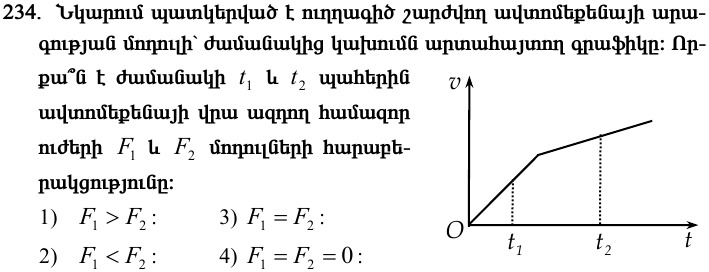 234. Նկարում պատկերված է ուղղագիծ շարժվող ավտոմեքենայի արա-
գության մոդուլի՝ ժամանակից կախումն արտահայտող գրաֆիկը: Որ-
քա՞ն է ժամանակի t₁ և t₂ պահերին
ավտոմեքենայի վրա ազդող համազոր
ուժերի F₁ և F₂ մոդուլների հարաբե-
րակցությունը:
1) F₁ > F₂ :
3) F₁ = F₂ :
2) F₁ < F₂ :
4) F₁ = F₂ = 0 :
v
O
t₁
t₂
t